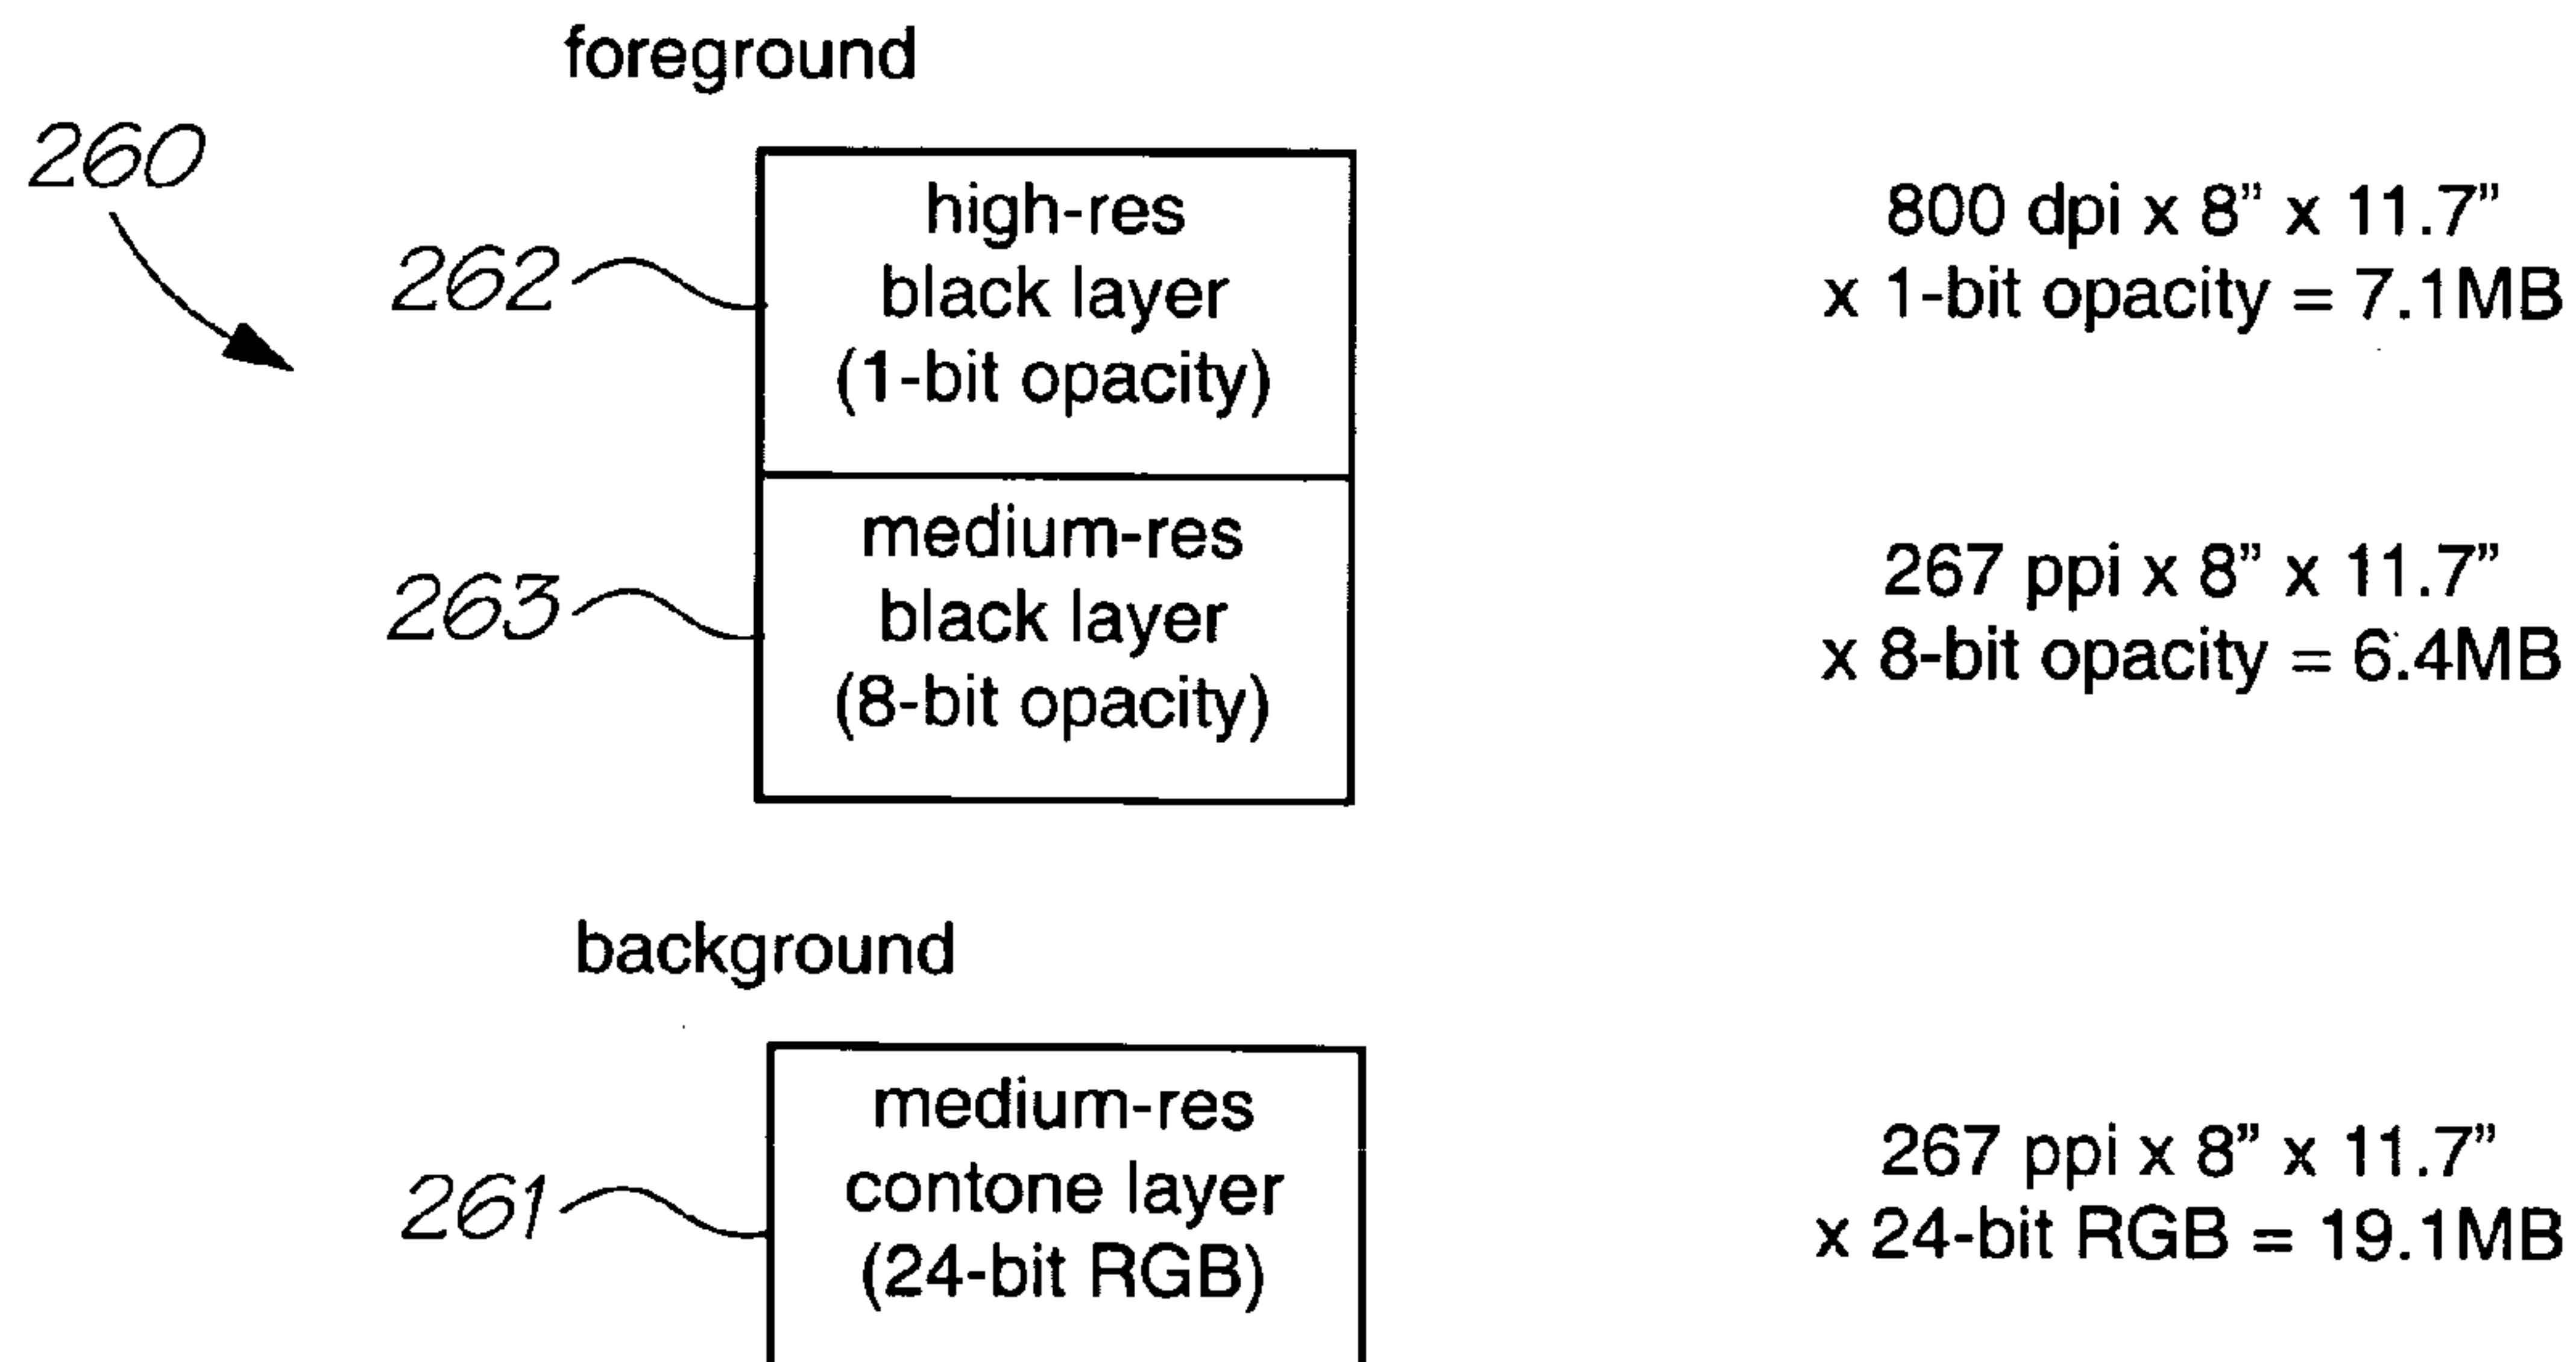 foreground
260
262
high-res
black layer
(1-bit opacity)
800 dpi x 8” x 11.7”
x 1-bit opacity = 7.1MB
263
medium-res
black layer
(8-bit opacity)
267 ppi x 8” x 11.7”
x 8-bit opacity = 6.4MB
background
261
medium-res
contone layer
(24-bit RGB)
267 ppi x 8” x 11.7”
x 24-bit RGB = 19.1MB